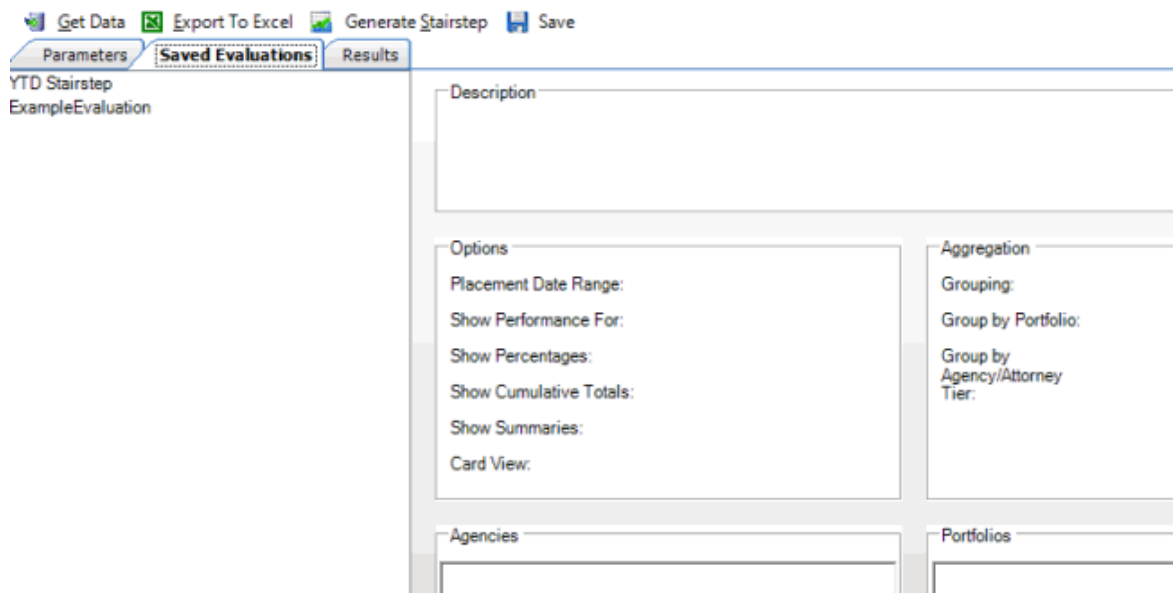 Get Data Export To Excel Generate Stairstep Save
Parameters Saved Evaluations Results
YTD Stairstep
ExampleEvaluation
Description
Options
Placement Date Range:
Show Performance For:
Show Percentages:
Show Cumulative Totals:
Show Summaries:
Card View:
Aggregation
Grouping:
Group by Portfolio:
Group by
Agency/Attorney
Tier:
Agencies
Portfolios